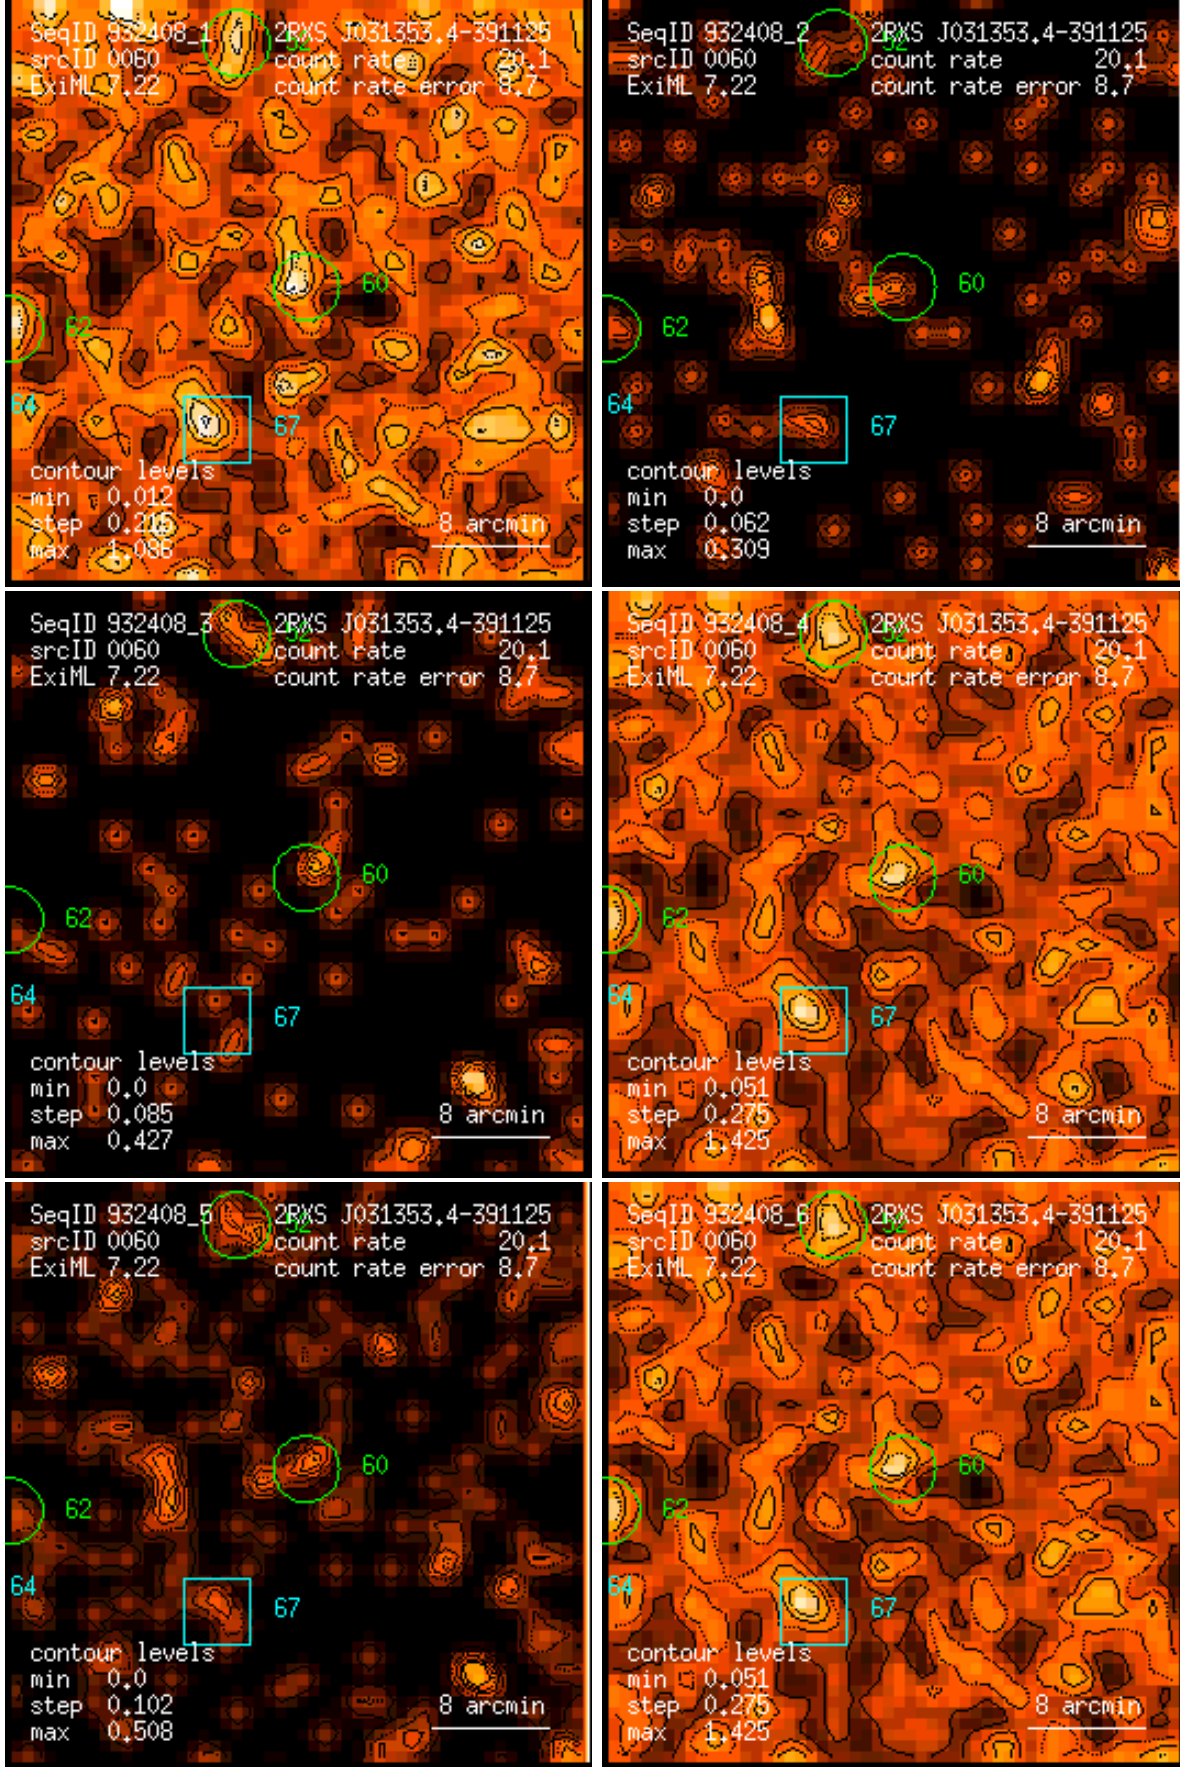 SeqID 932408_1 2RXS J031353.4-391125
srcID 0060 count rate 20.1
ExiML 7.22 count rate error 8.7
52
60
62
64
67
contour levels
min 0.012
step 0.215
max 1.086
8 arcmin
SeqID 932408_2 2RXS J031353.4-391125
srcID 0060 count rate 20.1
ExiML 7.22 count rate error 8.7
52
60
62
64
67
contour levels
min 0.0
step 0.062
max 0.309
8 arcmin
SeqID 932408_3 2RXS J031353.4-391125
srcID 0060 count rate 20.1
ExiML 7.22 count rate error 8.7
52
60
62
64
67
contour levels
min 0.0
step 0.085
max 0.427
8 arcmin
SeqID 932408_4 2RXS J031353.4-391125
srcID 0060 count rate 20.1
ExiML 7.22 count rate error 8.7
52
60
62
64
67
contour levels
min 0.051
step 0.275
max 1.425
8 arcmin
SeqID 932408_5 2RXS J031353.4-391125
srcID 0060 count rate 20.1
ExiML 7.22 count rate error 8.7
52
60
62
64
67
contour levels
min 0.0
step 0.102
max 0.508
8 arcmin
SeqID 932408_6 2RXS J031353.4-391125
srcID 0060 count rate 20.1
ExiML 7.22 count rate error 8.7
52
60
62
64
67
contour levels
min 0.051
step 0.275
max 1.425
8 arcmin